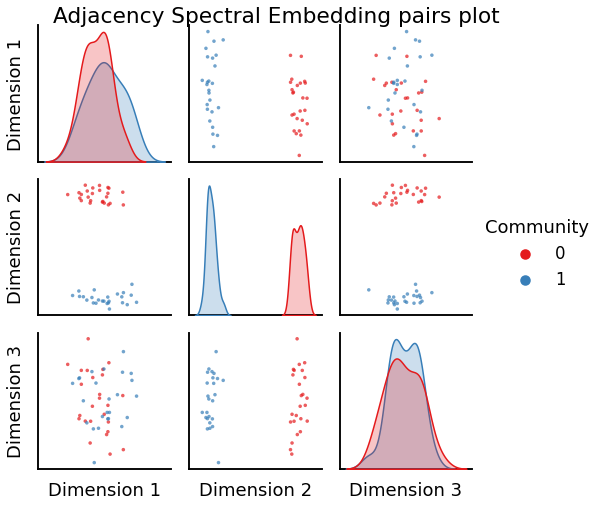 Adjacency Spectral Embedding pairs plot
Dimension 1
Dimension 2
Dimension 3
Community
0
1
Dimension 1
Dimension 2
Dimension 3